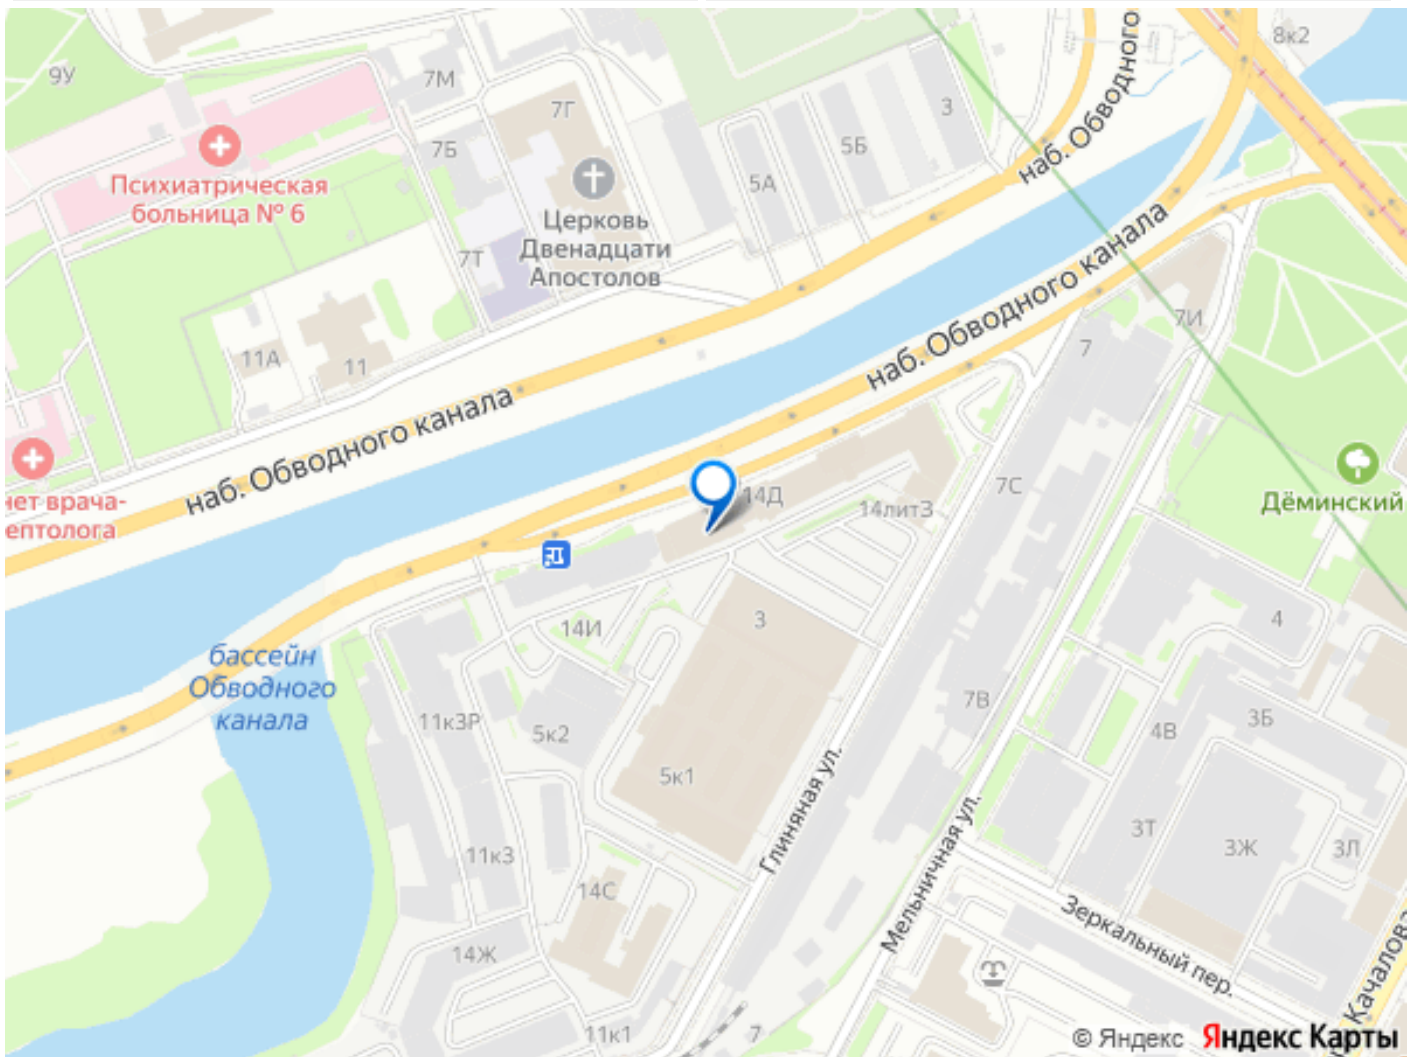 9У
7М
8к2
7Г
3
наб. Обводного
7Б
5Б
Психиатрическая
больница № 6
5А
Церковь
Двенадцати
Апостолов
7Т
наб. Обводного канала
7И
11А
11
7
наб. Обводного канала
нет врача-
ептолога
14Д
14литЗ
7С
Дёминский
3
4
14И
бассейн
Обводного
канала
11к3Р
5к2
7В
4В
3Б
5к1
Глиняная ул.
Мельничная ул.
3Т
3Ж
3Л
11к3
14С
Зеркальный пер.
Качалова
14Ж
11к1
7
© Яндекс Яндекс Карты